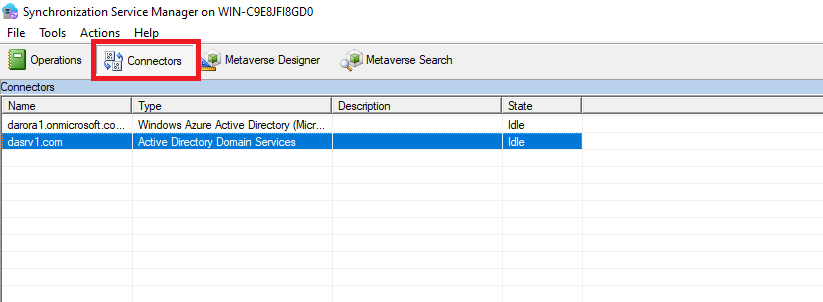 Synchronization Service Manager on WIN-C9E8JFI8GD0
File Tools Actions Help
Operations Connectors Metaverse Designer Metaverse Search
Connectors
Name Type Description State
darora1.onmicrosoft.co... Windows Azure Active Directory (Micr... Idle
dasrv1.com Active Directory Domain Services Idle